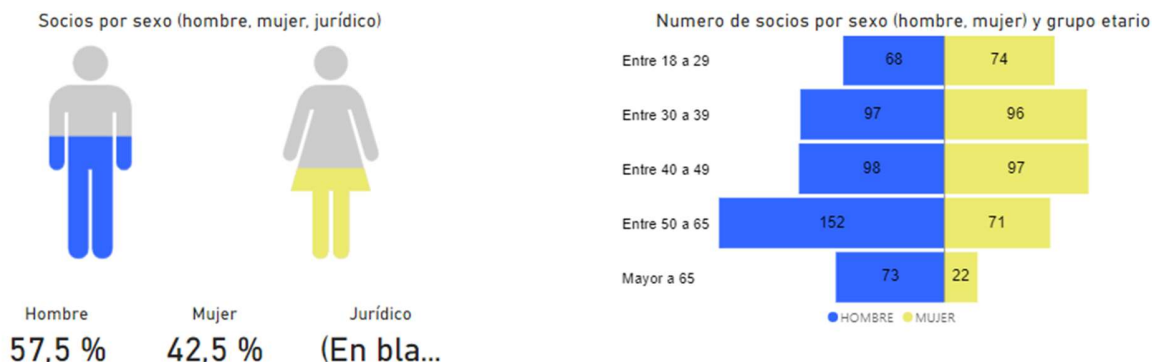 Socios por sexo (hombre, mujer, jurídico)
Hombre
57,5 %
Mujer
42,5 %
Jurídico
(En bla...
Numero de socios por sexo (hombre, mujer) y grupo etario
Entre 18 a 29 68 74
Entre 30 a 39 97 96
Entre 40 a 49 98 97
Entre 50 a 65 152 71
Mayor a 65 73 22
HOMBRE MUJER